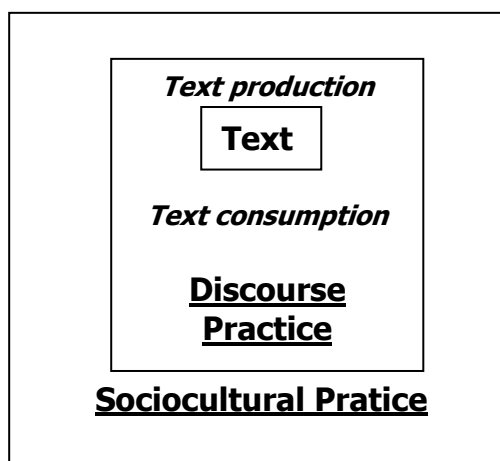 Text production
Text
Text consumption
Discourse
Practice
Sociocultural Pratice